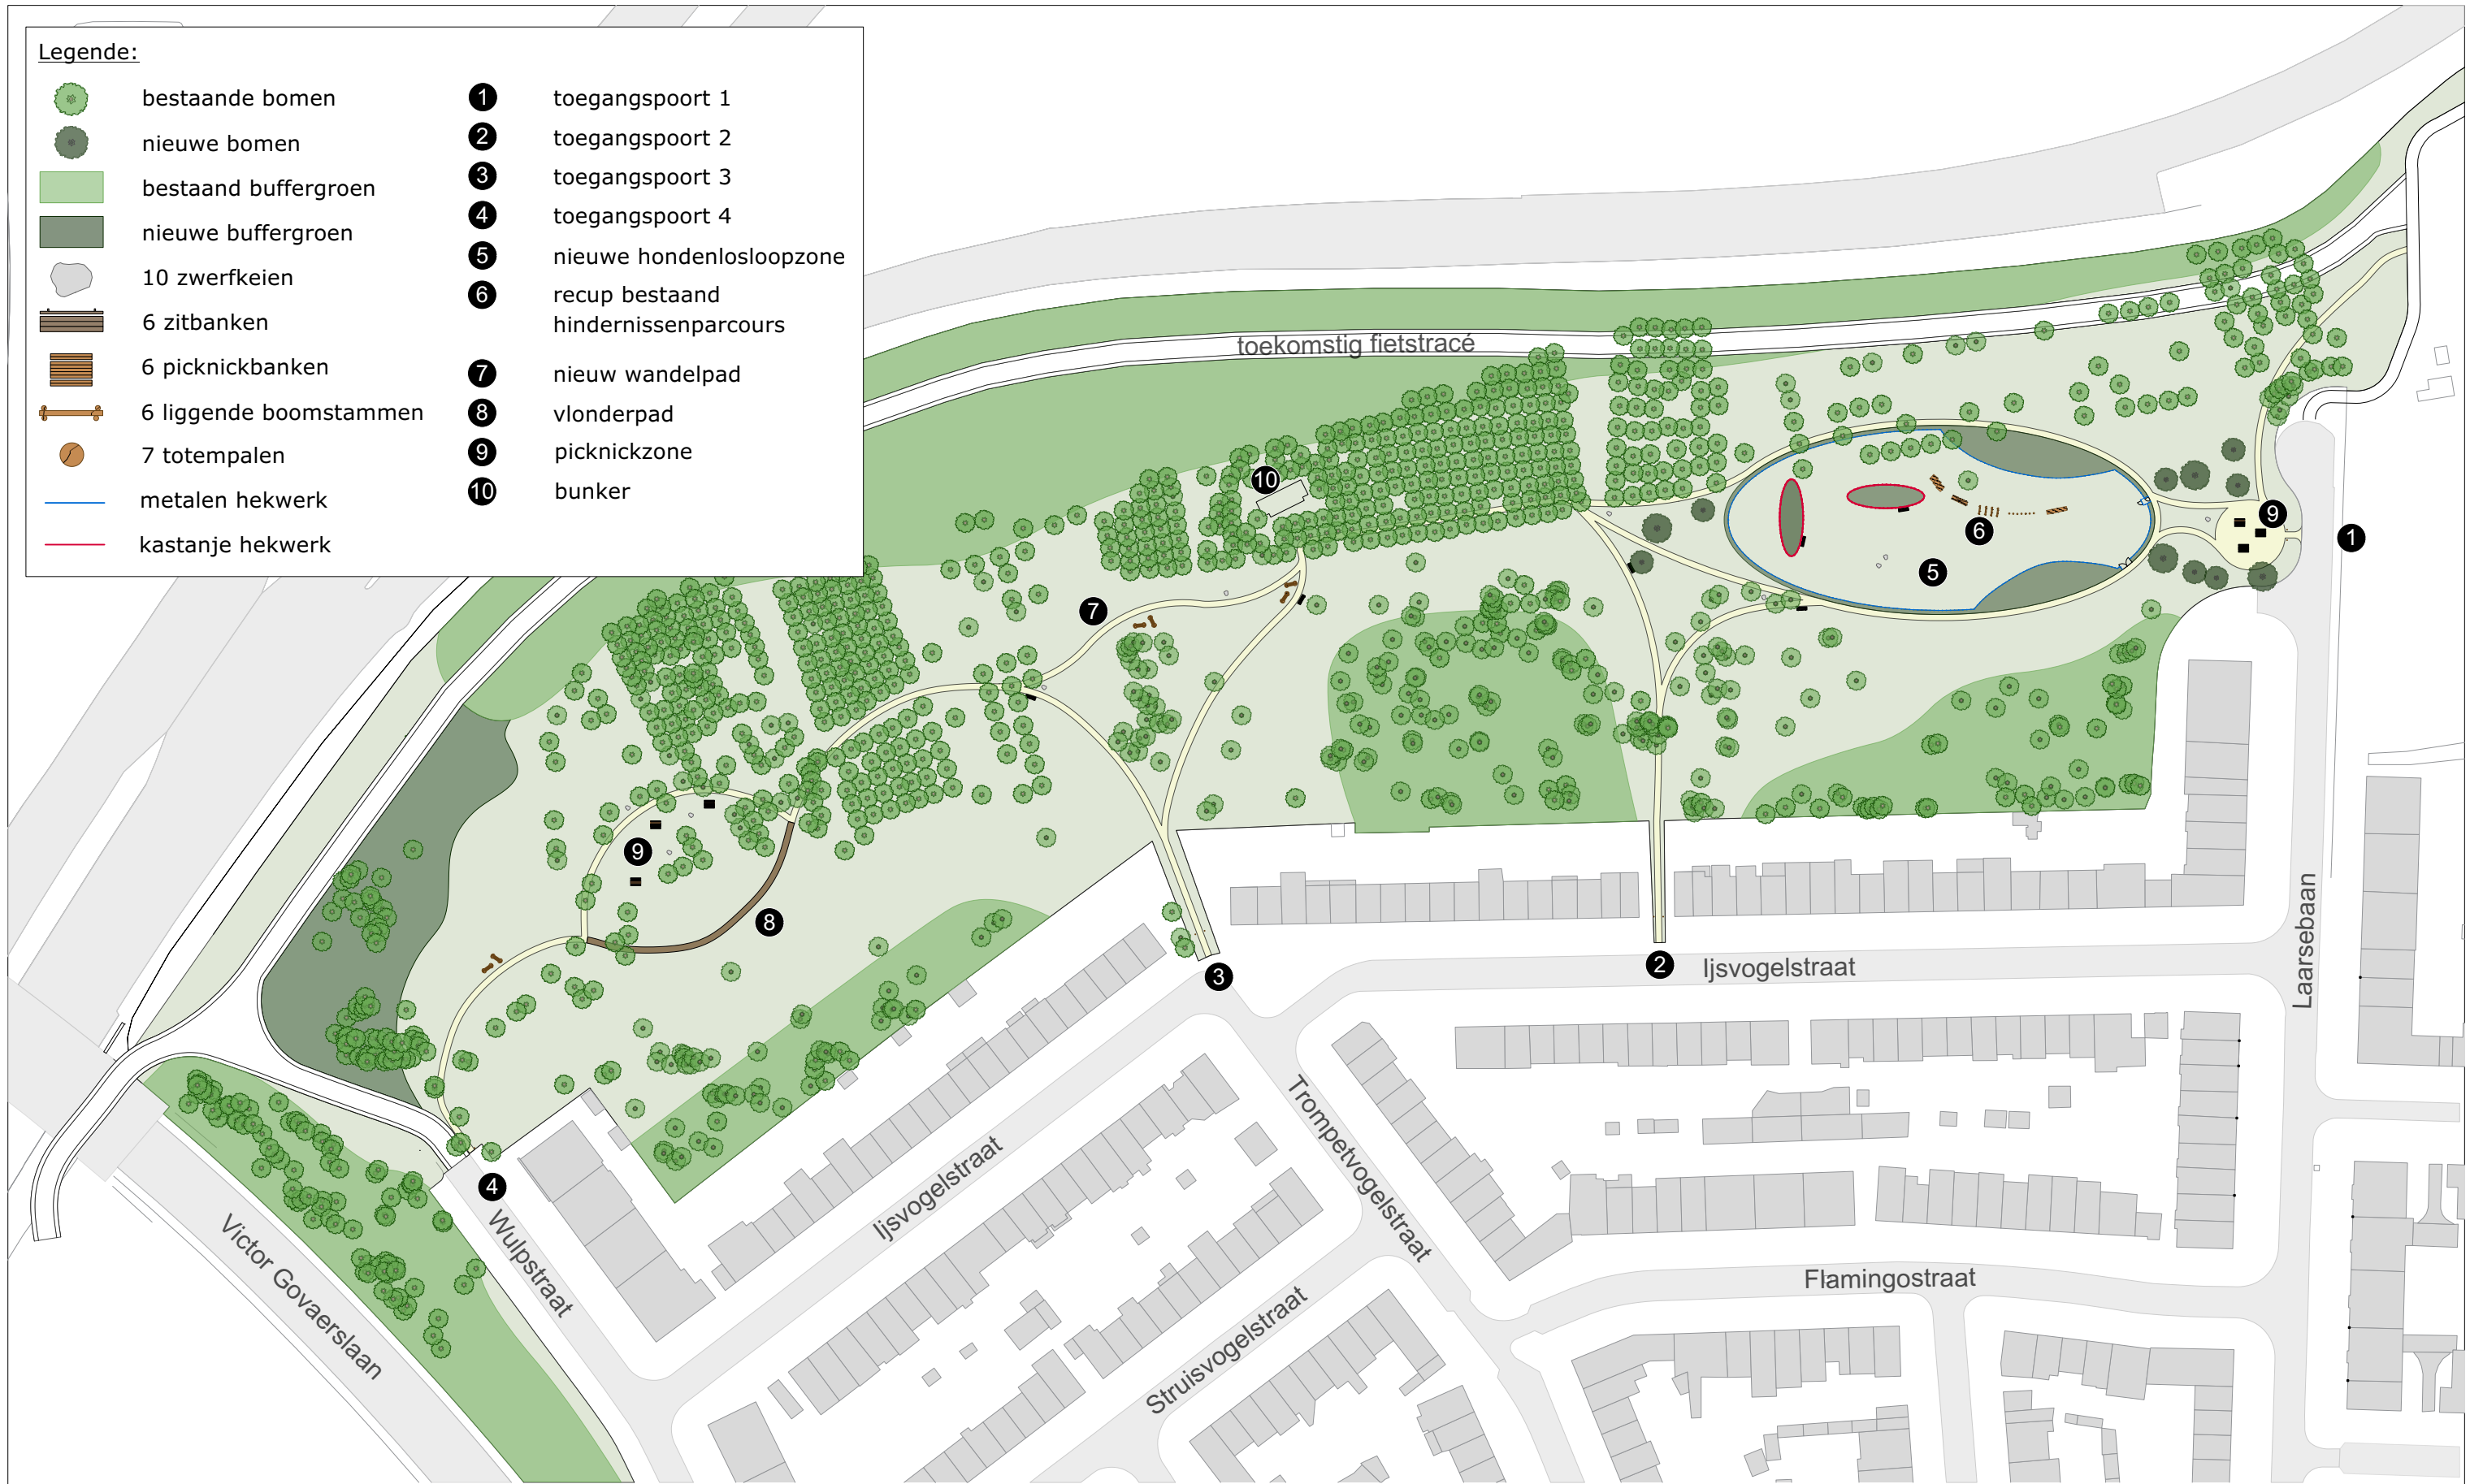 Legende:
bestaande bomen
nieuwe bomen
bestaand buffergroen
nieuwe buffergroen
10 zwerfkeien
6 zitbanken
6 picknickbanken
6 liggende boomstammen
7 totempalen
metalen hekwerk
kastanje hekwerk
1 toegangspoort 1
2 toegangspoort 2
3 toegangspoort 3
4 toegangspoort 4
5 nieuwe hondenlosloopzone
6 recup bestaand
hindernissenparcours
7 nieuw wandelpad
8 vlonderpad
9 picknickzone
10 bunker
toekomstig fietstracé
10
9
6
1
5
7
9
8
3
2
Ijsvogelstraat
Laarsebaan
4
Ijsvogelstraat
Trompetvogelstraat
Wulpstraat
Victor Govaerslaan
Flamingostraat
Struisvogelstraat